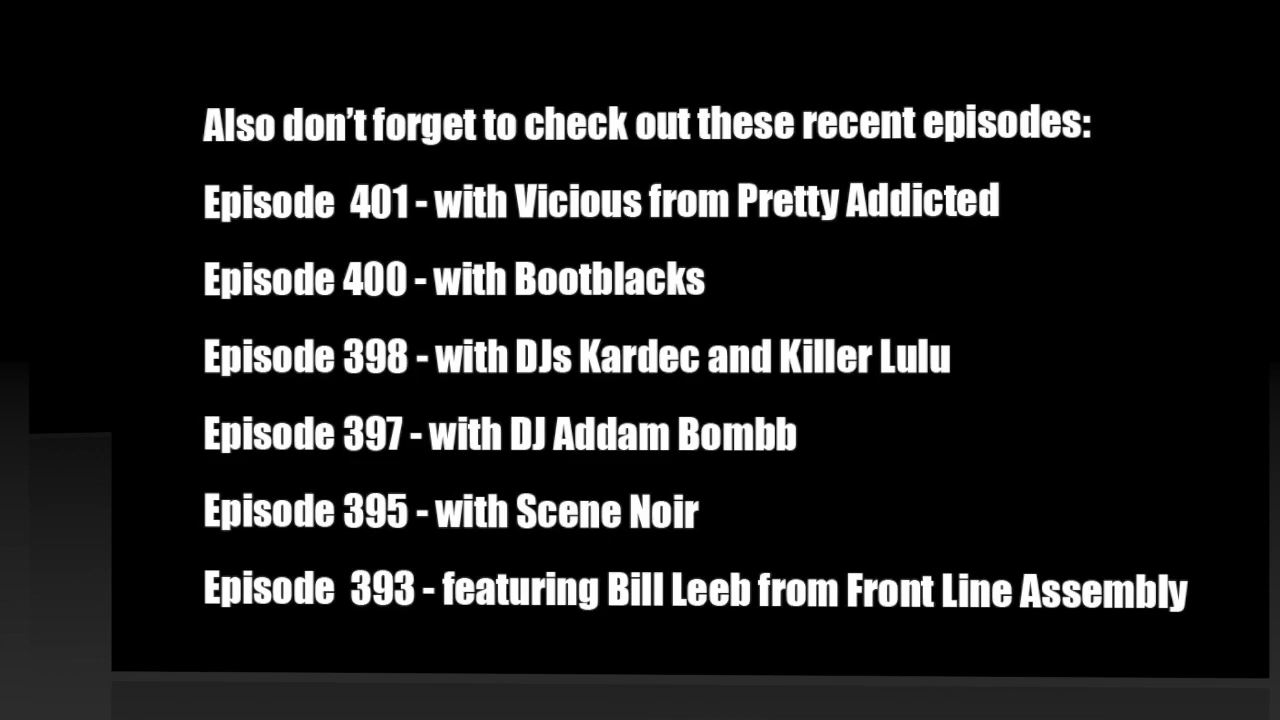 Also don’t forget to check out these recent episodes:
Episode  401 - with Vicious from Pretty Addicted
Episode 400 - with Bootblacks
Episode 398 - with DJs Kardec and Killer Lulu
Episode 397 - with DJ Addam Bombb
Episode 395 - with Scene Noir
Episode  393 - featuring Bill Leeb from Front Line Assembly